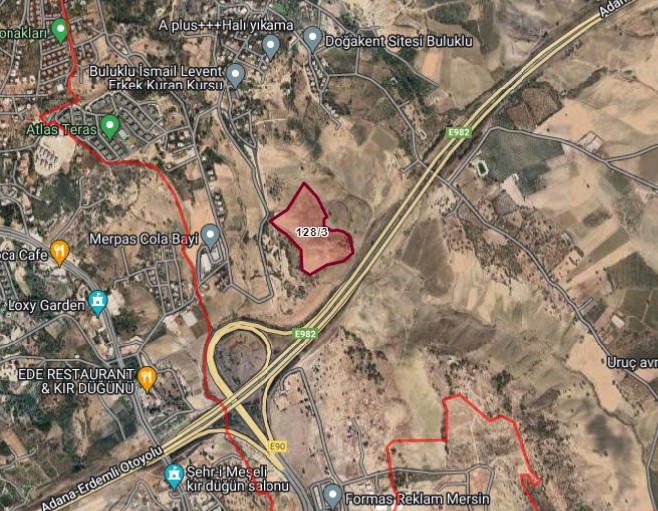 A plus+++Halı yıkama
onakları
Doğakent Sitesi Buluklu
Adana
Buluklu İsmail Levent
Erkek Kuran Kursu
Atlas Teras
E982
128/3
Merpas Cola Bayi
oca Cafe
Loxy Garden
E982
Uruç avr
EDE RESTAURANT
& KIR DÜĞÜNÜ
E90
Adana-Erdemli Otoyolu
Şehr-i Meşeli
kır düğün salonu
Formas Reklam Mersin